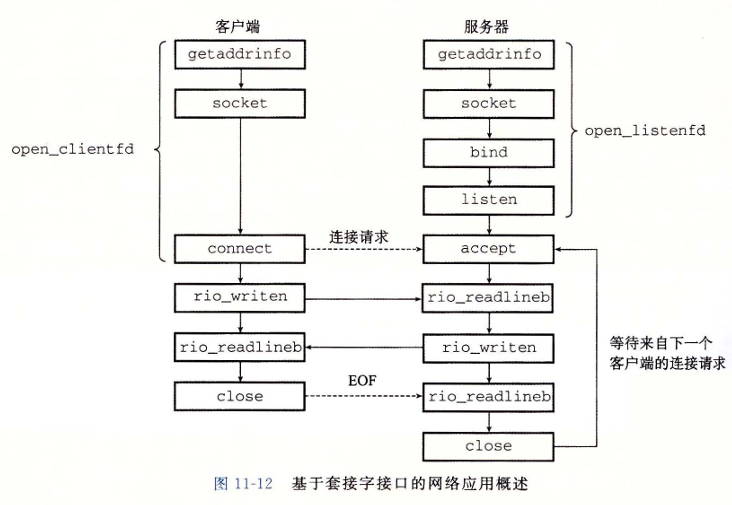 客户端
服务器
getaddrinfo
getaddrinfo
socket
socket
open_clientfd
open_listenfd
bind
listen
连接请求
connect
accept
rio_writen
rio_readlineb
rio_readlineb
rio_writen
等待来自下一个
客户端的连接请求
EOF
close
rio_readlineb
close
图 11-12 基于套接字接口的网络应用概述